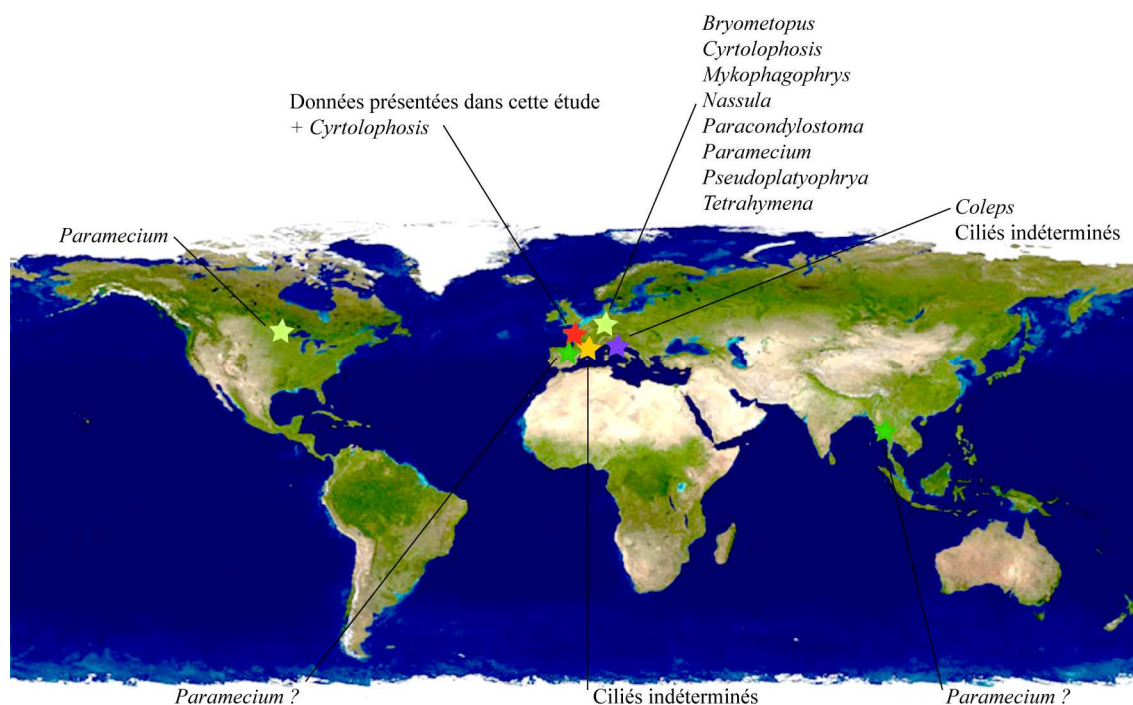 Bryometopus
Cyrtolophosis
Mykophagophrys
Nassula
Paracondylostoma
Paramecium
Pseudoplatyophrya
Tetrahymena
Données présentées dans cette étude
+ Cyrtolophosis
Coleps
Ciliés indéterminés
Paramecium
Paramecium ?
Ciliés indéterminés
Paramecium ?